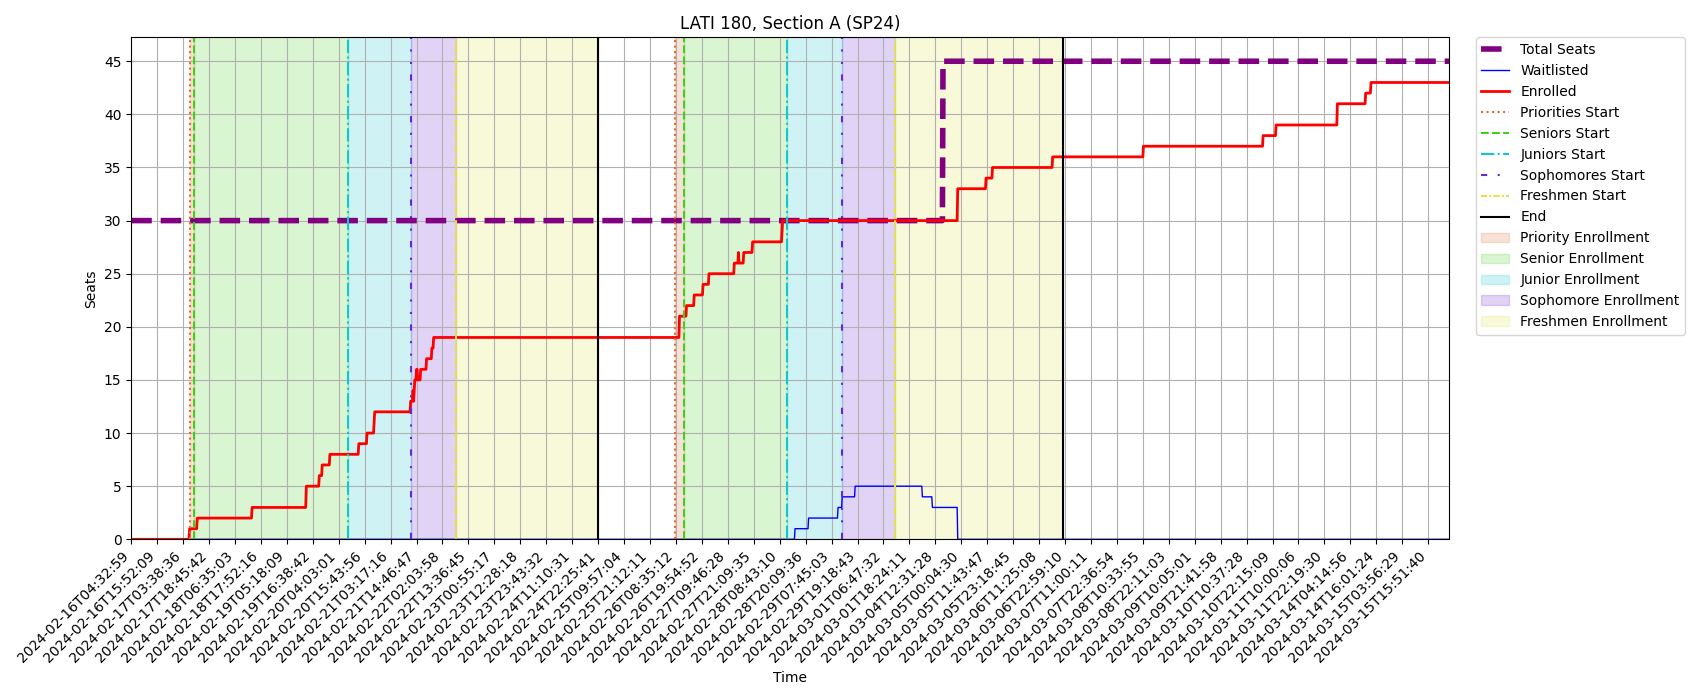 LATI 180, Section A (SP24)
Seats
45
40
35
30
25
20
15
10
5
0
2024-02-16T04:32:59
2024-02-16T15:52:09
2024-02-17T03:38:36
2024-02-17T18:45:42
2024-02-18T06:35:03
2024-02-18T17:52:16
2024-02-19T05:18:09
2024-02-19T16:38:42
2024-02-20T04:03:01
2024-02-20T15:43:56
2024-02-21T03:17:16
2024-02-21T14:46:47
2024-02-22T02:03:58
2024-02-22T13:36:45
2024-02-23T00:55:17
2024-02-23T12:28:18
2024-02-23T23:43:32
2024-02-24T11:10:31
2024-02-24T22:25:41
2024-02-25T09:57:04
2024-02-25T21:12:11
2024-02-26T08:35:12
2024-02-26T19:54:52
2024-02-27T09:46:28
2024-02-27T21:09:35
2024-02-28T08:43:10
2024-02-28T20:09:36
2024-02-29T07:45:03
2024-02-29T19:18:43
2024-03-01T06:47:32
2024-03-01T18:24:11
2024-03-04T12:31:28
2024-03-05T00:04:30
2024-03-05T11:43:47
2024-03-05T23:18:45
2024-03-06T11:25:08
2024-03-06T22:59:10
2024-03-07T11:00:11
2024-03-07T22:36:54
2024-03-08T10:33:55
2024-03-08T22:11:03
2024-03-09T10:05:01
2024-03-09T21:41:58
2024-03-10T10:37:28
2024-03-10T22:15:09
2024-03-11T10:00:06
2024-03-11T22:19:30
2024-03-14T04:14:56
2024-03-14T16:01:24
2024-03-15T03:56:29
2024-03-15T15:51:40
Time
Total Seats
Waitlisted
Enrolled
Priorities Start
Seniors Start
Juniors Start
Sophomores Start
Freshmen Start
End
Priority Enrollment
Senior Enrollment
Junior Enrollment
Sophomore Enrollment
Freshmen Enrollment